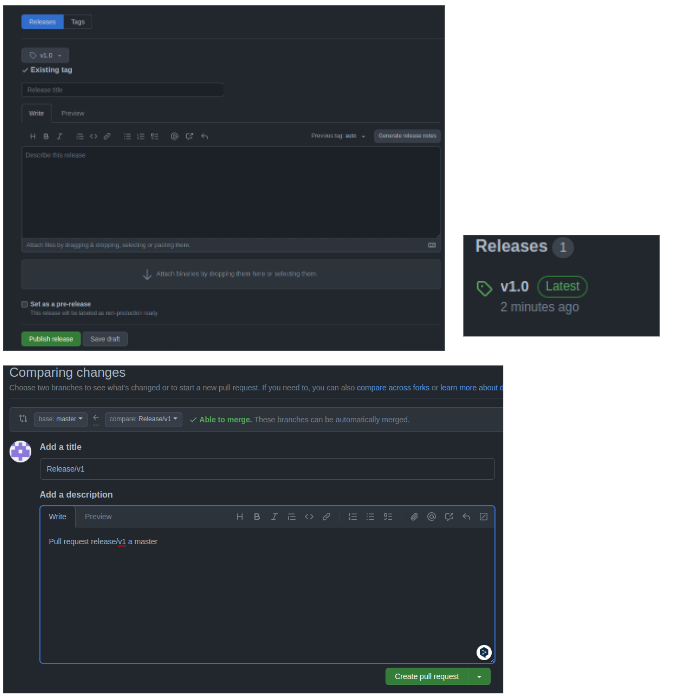 Releases Tags
v1.0
Existing tag
Release title
Write Preview
Previous tag: auto Generate release notes
Describe this release
Attach files by dragging & dropping, selecting or pasting them.
Attach binaries by dropping them here or selecting them.
Set as a pre-release
This release will be labeled as non-production ready
Publish release Save draft
Releases 1
v1.0 Latest
2 minutes ago
Comparing changes
Choose two branches to see what's changed or to start a new pull request. If you need to, you can also compare across forks or learn more about
base: master compare: Release/v1 Able to merge. These branches can be automatically merged.
Add a title
Release/v1
Add a description
Write Preview
Pull request release/v1 a master
Create pull request